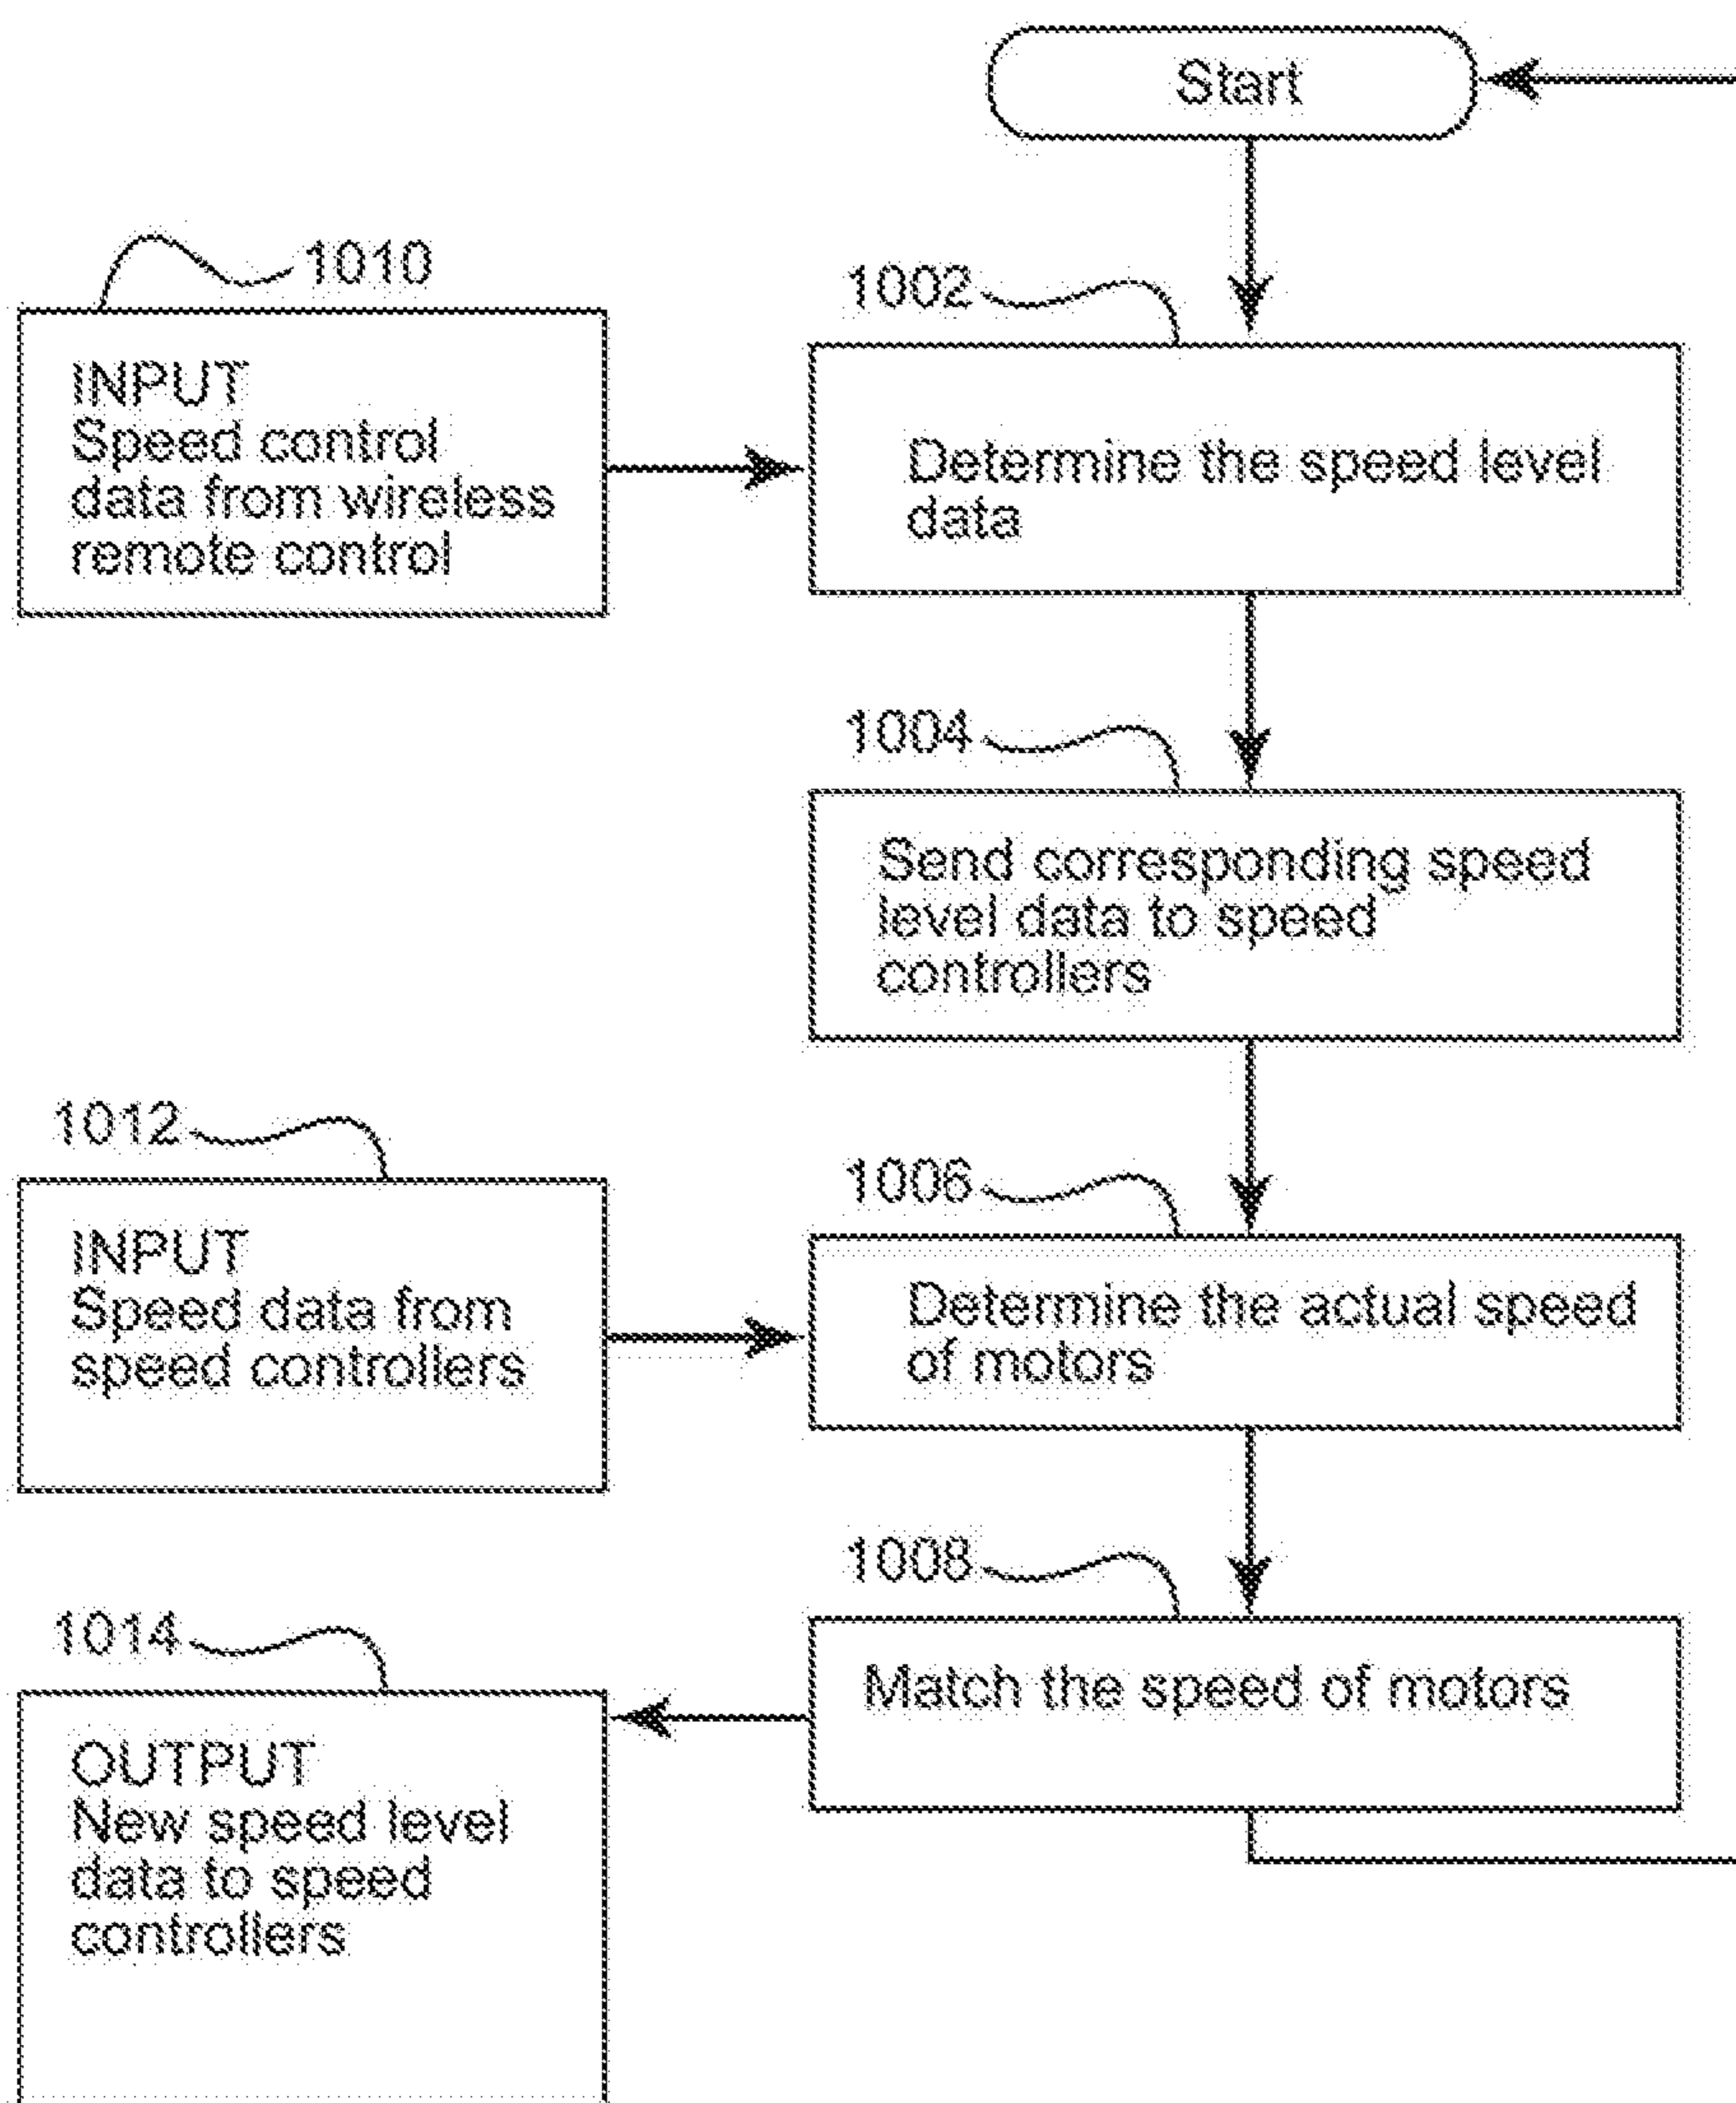 Start
1010
INPUT
Speed control
data from wireless
remote control
1002
Determine the speed level
data
1004
Send corresponding speed
level data to speed
controllers
1012
INPUT
Speed data from
speed controllers
1006
Determine the actual speed
of motors
1008
Match the speed of motors
1014
OUTPUT
New speed level
data to speed
controllers